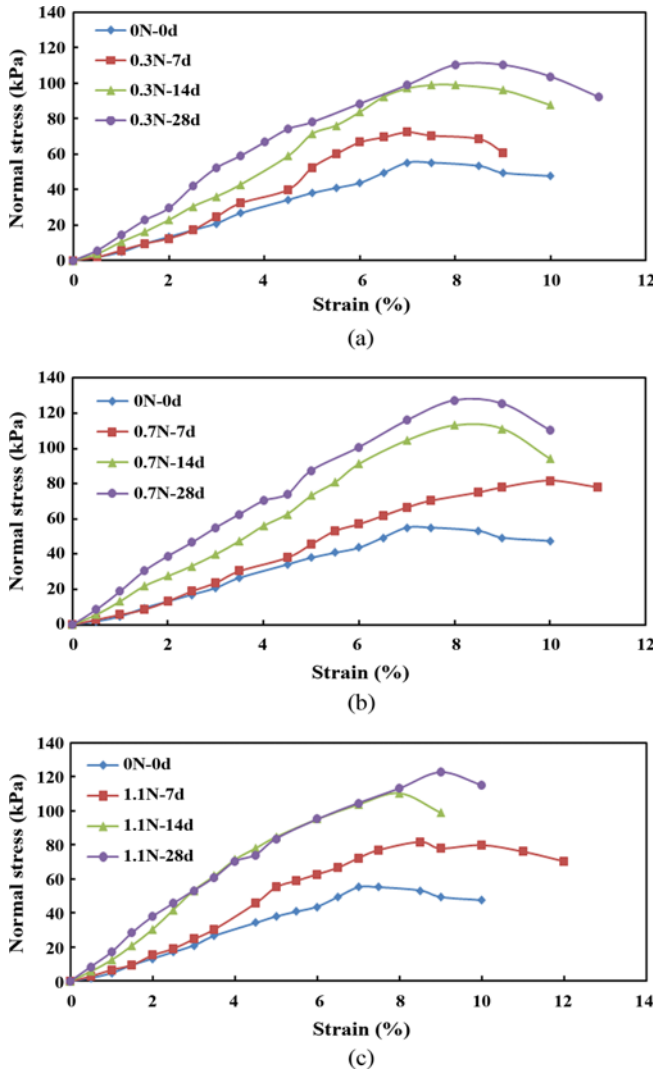 140
120
100
80
60
40
20
0
Normal stress (kPa)
0N-0d
0.3N-7d
0.3N-14d
0.3N-28d
0 2 4 6 8 10 12
Strain (%)
(a)
140
120
100
80
60
40
20
0
Normal stress (kPa)
0N-0d
0.7N-7d
0.7N-14d
0.7N-28d
0 2 4 6 8 10 12
Strain (%)
(b)
140
120
100
80
60
40
20
0
Normal stress (kPa)
0N-0d
1.1N-7d
1.1N-14d
1.1N-28d
0 2 4 6 8 10 12 14
Strain (%)
(c)